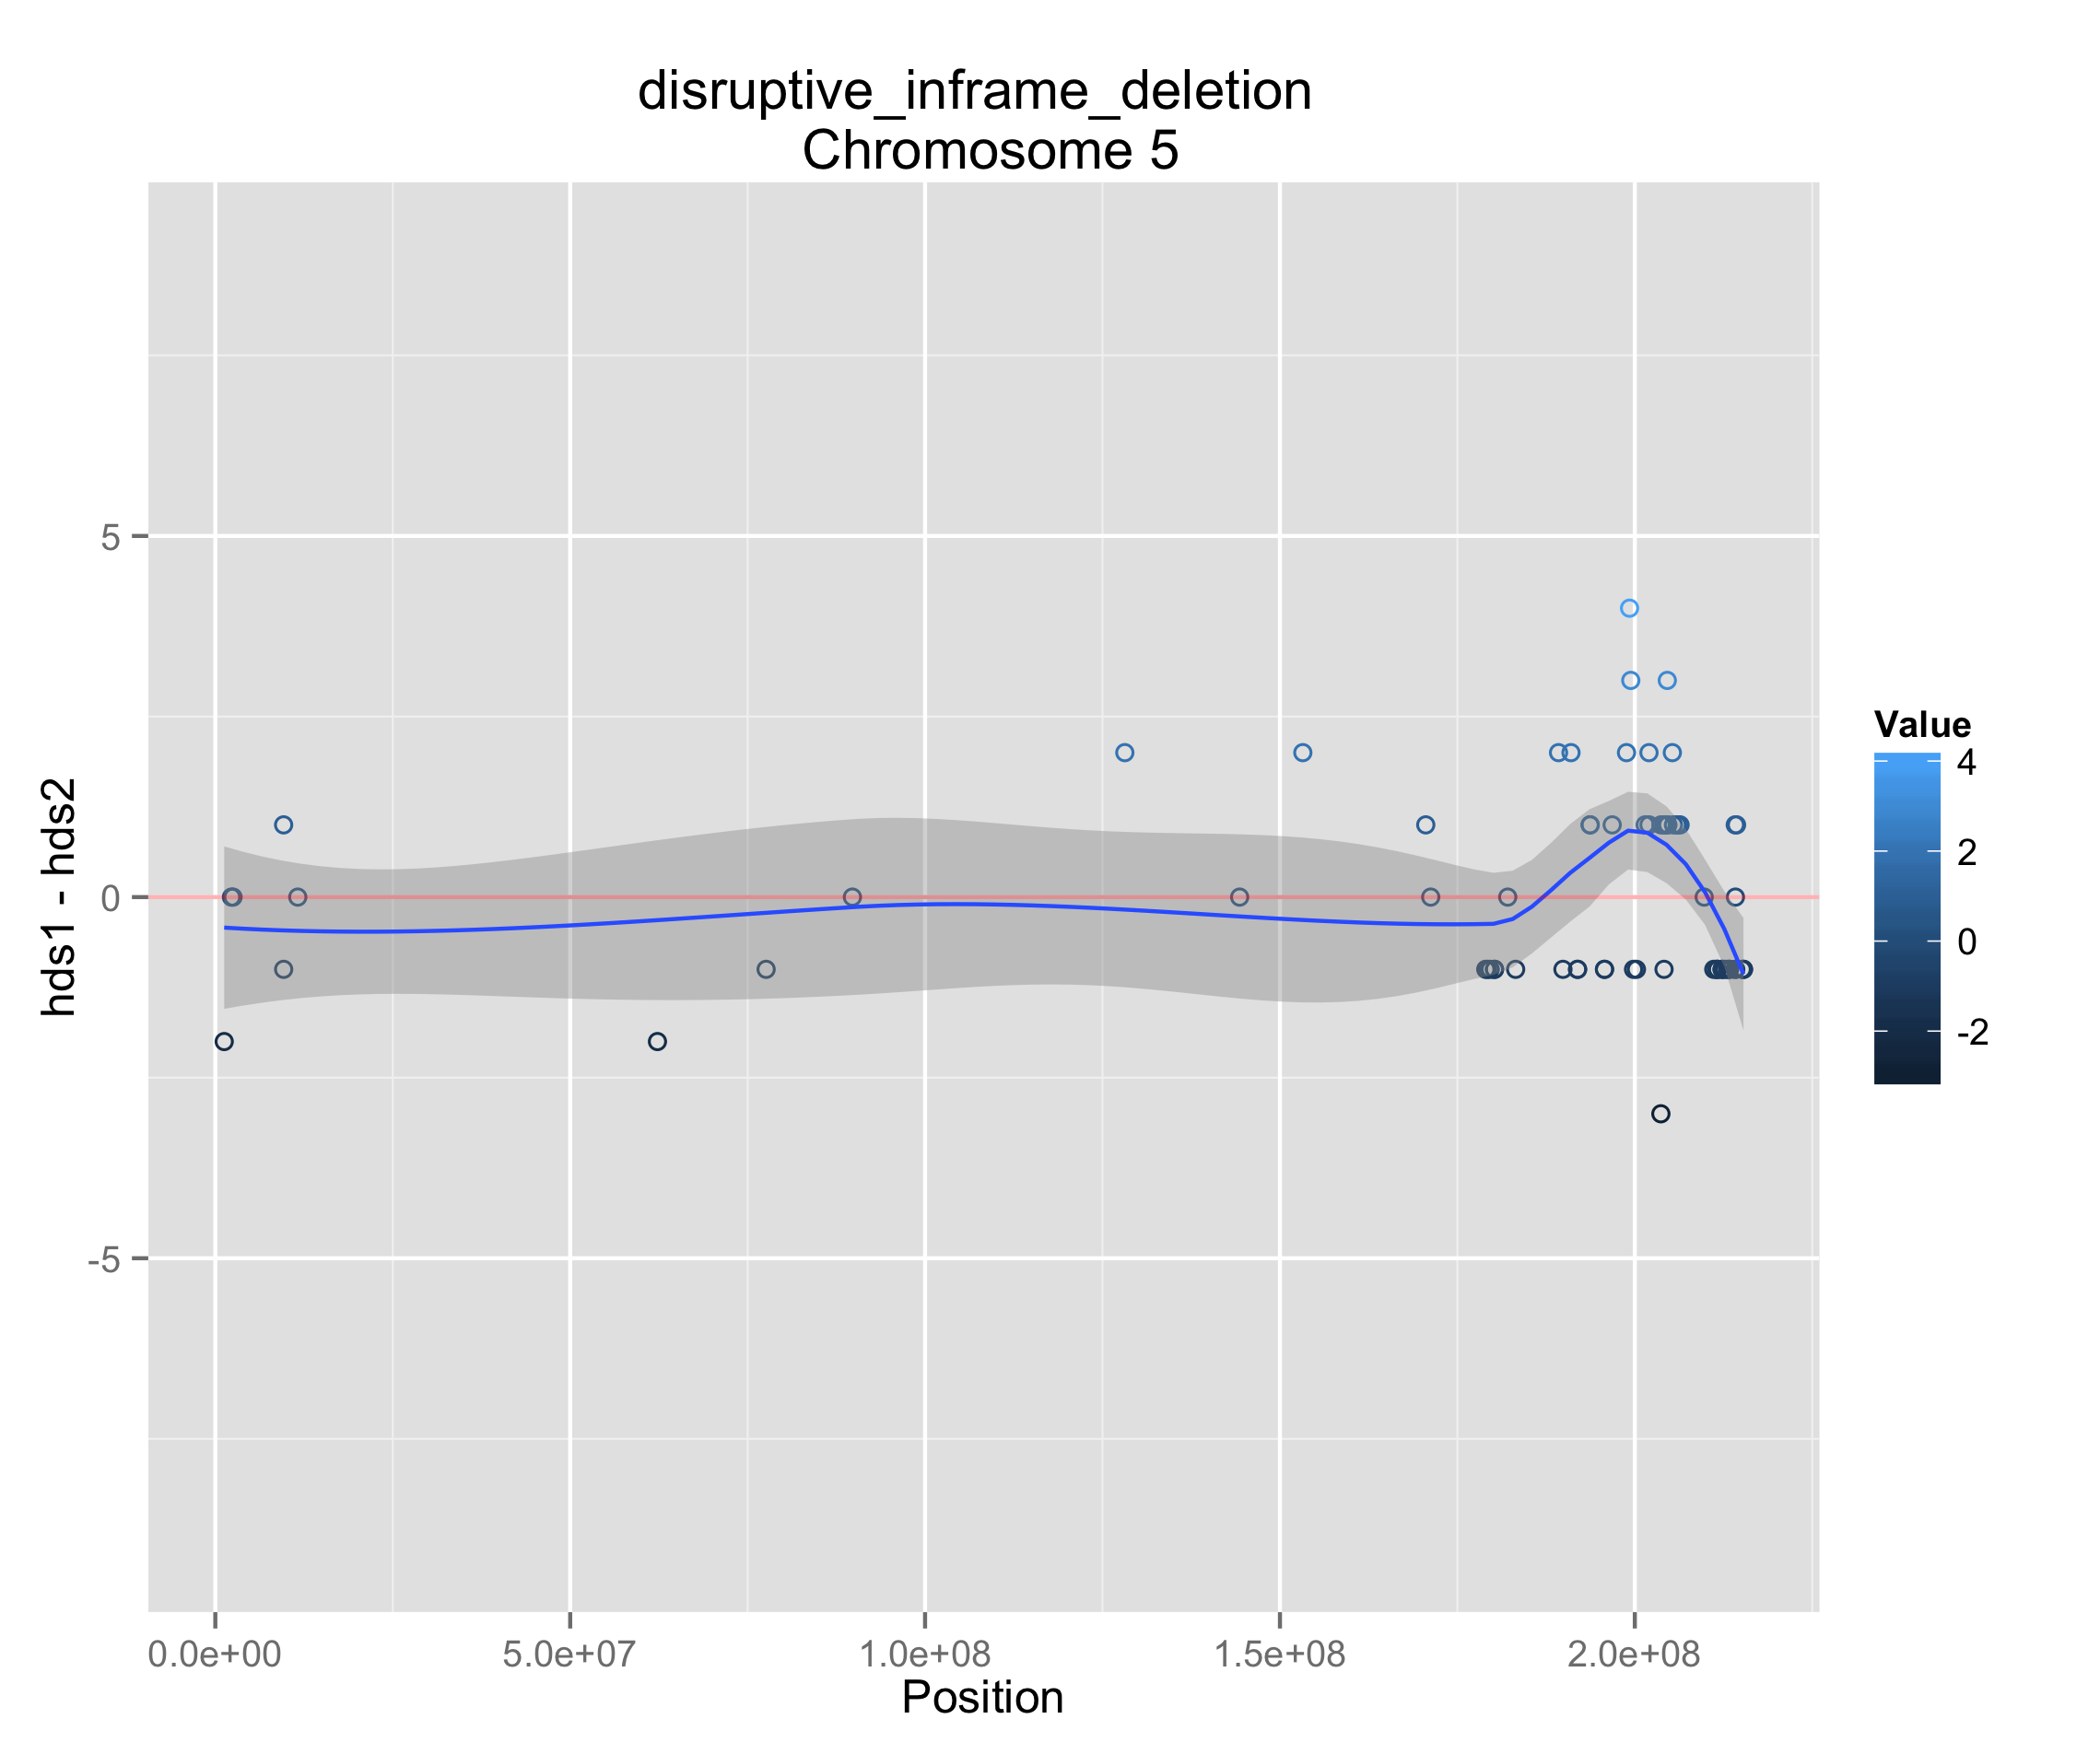 disruptive_inframe_deletion
Chromosome 5
hds1 - hds2
5
0
-5
0.0e+00 5.0e+07 1.0e+08 1.5e+08 2.0e+08
Position
Value
4
2
0
-2